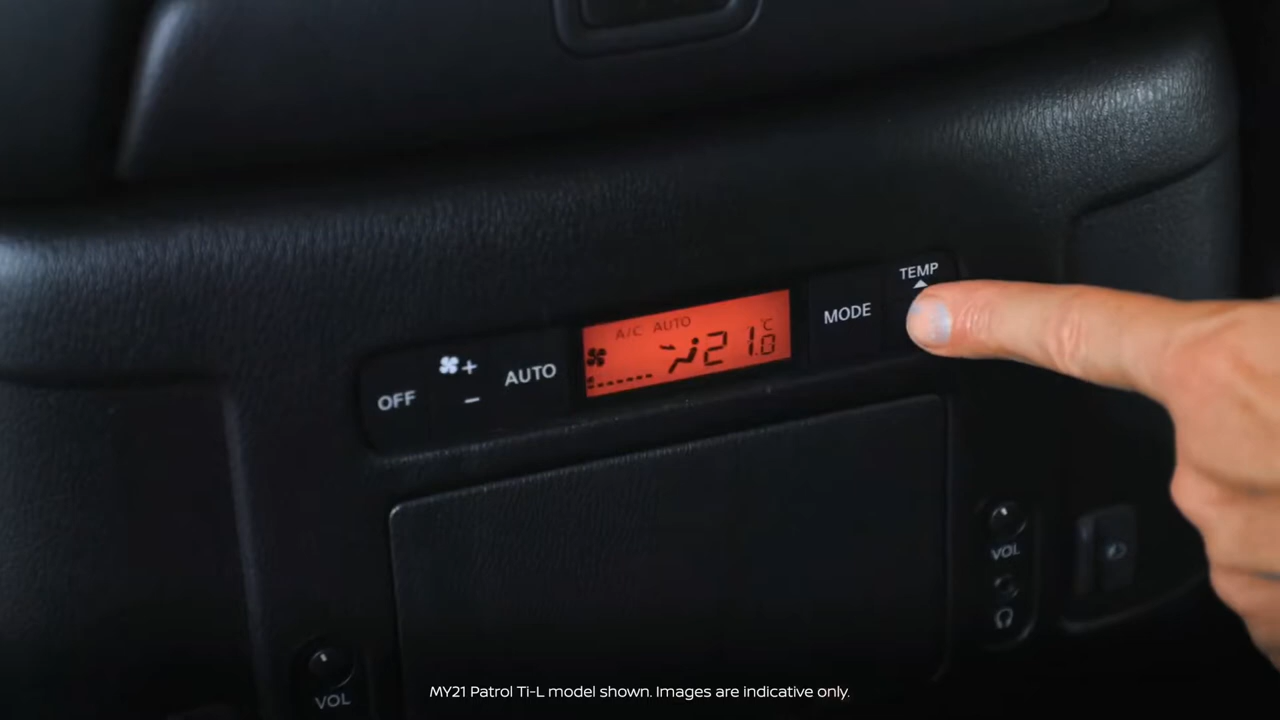 TEMP
MODE
A/C AUTO
21.0 °C
AUTO
+
OFF
−
VOL
VOL
MY21 Patrol Ti-L model shown. Images are indicative only.